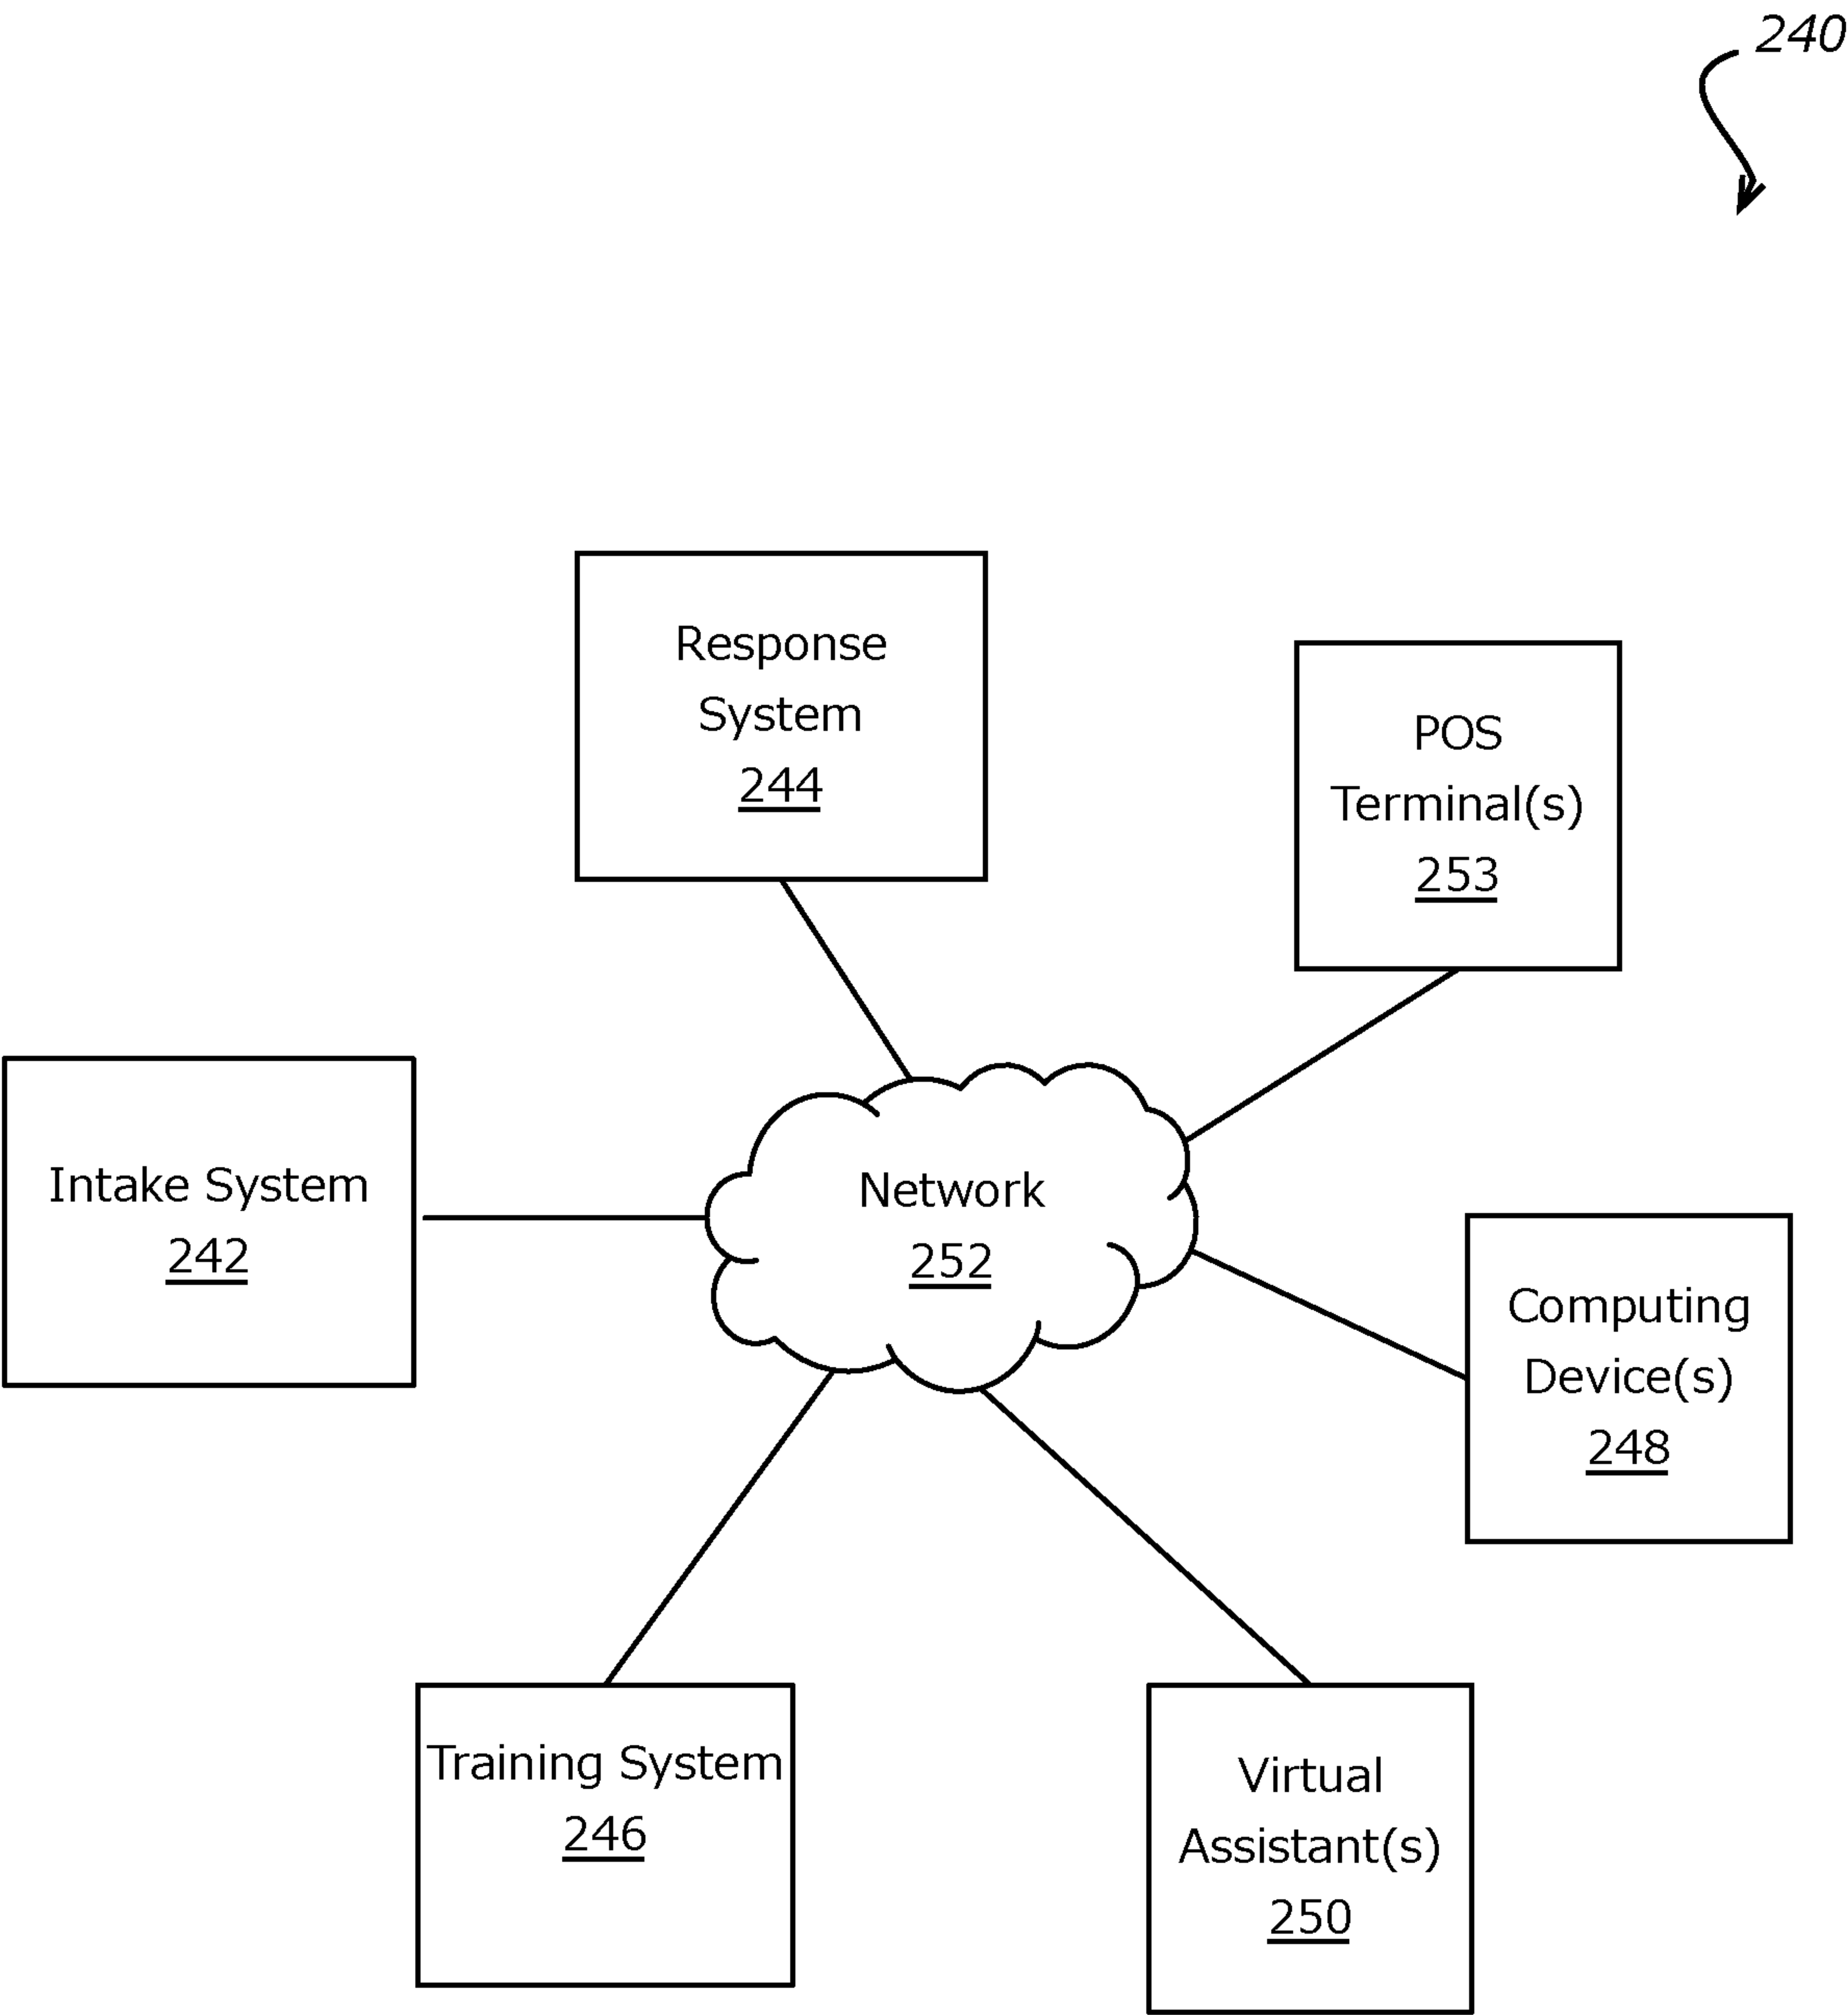 240
Response
System
244
POS
Terminal(s)
253
Intake System
242
Network
252
Computing
Device(s)
248
Training System
246
Virtual
Assistant(s)
250